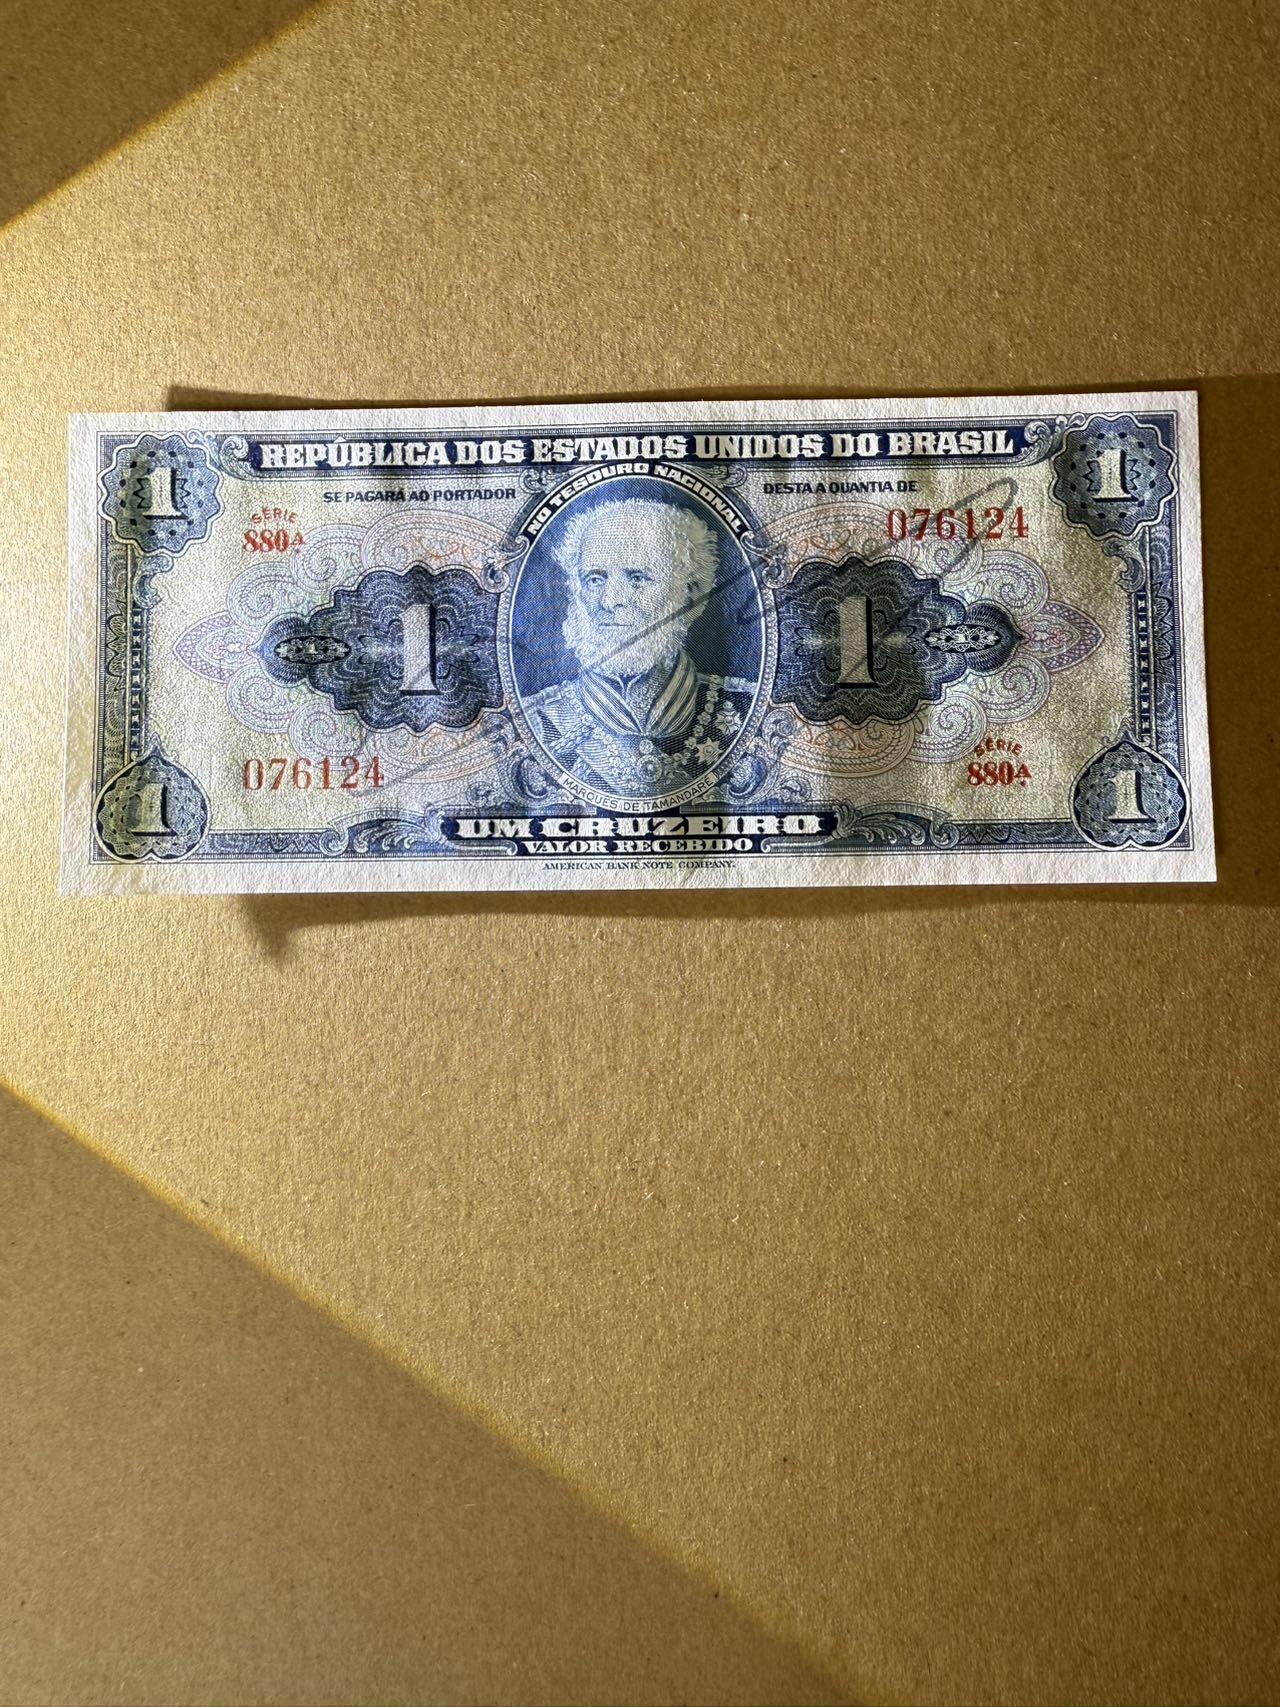 REPÚBLICA DOS ESTADOS UNIDOS DO BRASIL
1
1
SE PAGARÁ AO PORTADOR
NO TESOURO NACIONAL
DESTA A QUANTIA DE
SÉRIE
880A
076124
1
1
076124
SÉRIE
880A
MARQUÊS DE TAMANDARÉ
1
1
UM CRUZEIRO
VALOR RECEBIDO
AMERICAN BANK NOTE COMPANY.